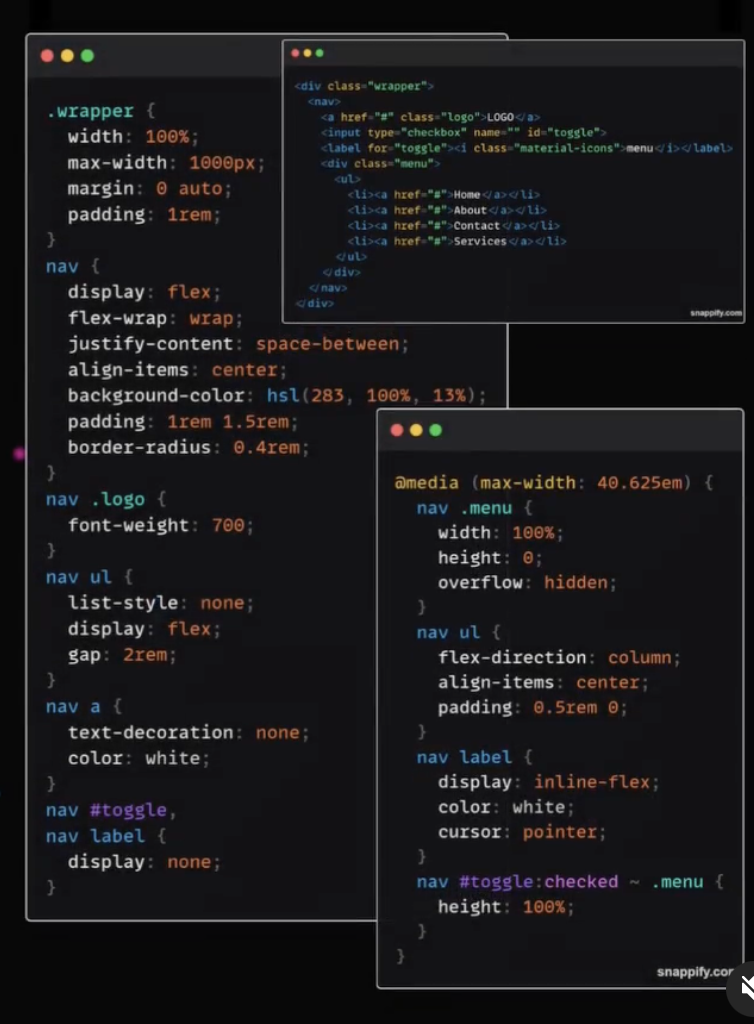 .wrapper {
  width: 100%;
  max-width: 1000px;
  margin: 0 auto;
  padding: 1rem;
}
nav {
  display: flex;
  flex-wrap: wrap;
  justify-content: space-between;
  align-items: center;
  background-color: hsl(283, 100%, 13%);
  padding: 1rem 1.5rem;
  border-radius: 0.4rem;
}
nav .logo {
  font-weight: 700;
}
nav ul {
  list-style: none;
  display: flex;
  gap: 2rem;
}
nav a {
  text-decoration: none;
  color: white;
}
nav #toggle,
nav label {
  display: none;
}
<div class="wrapper">
  <nav>
    <a href="#" class="logo">LOGO</a>
    <input type="checkbox" name="" id="toggle">
    <label for="toggle"><i class="material-icons">menu</i></label>
    <div class="menu">
      <ul>
        <li><a href="#">Home</a></li>
        <li><a href="#">About</a></li>
        <li><a href="#">Contact</a></li>
        <li><a href="#">Services</a></li>
      </ul>
    </div>
  </nav>
</div>
snappify.com
@media (max-width: 40.625em) {
  nav .menu {
    width: 100%;
    height: 0;
    overflow: hidden;
  }
  nav ul {
    flex-direction: column;
    align-items: center;
    padding: 0.5rem 0;
  }
  nav label {
    display: inline-flex;
    color: white;
    cursor: pointer;
  }
  nav #toggle:checked ~ .menu {
    height: 100%;
  }
}
snappify.com